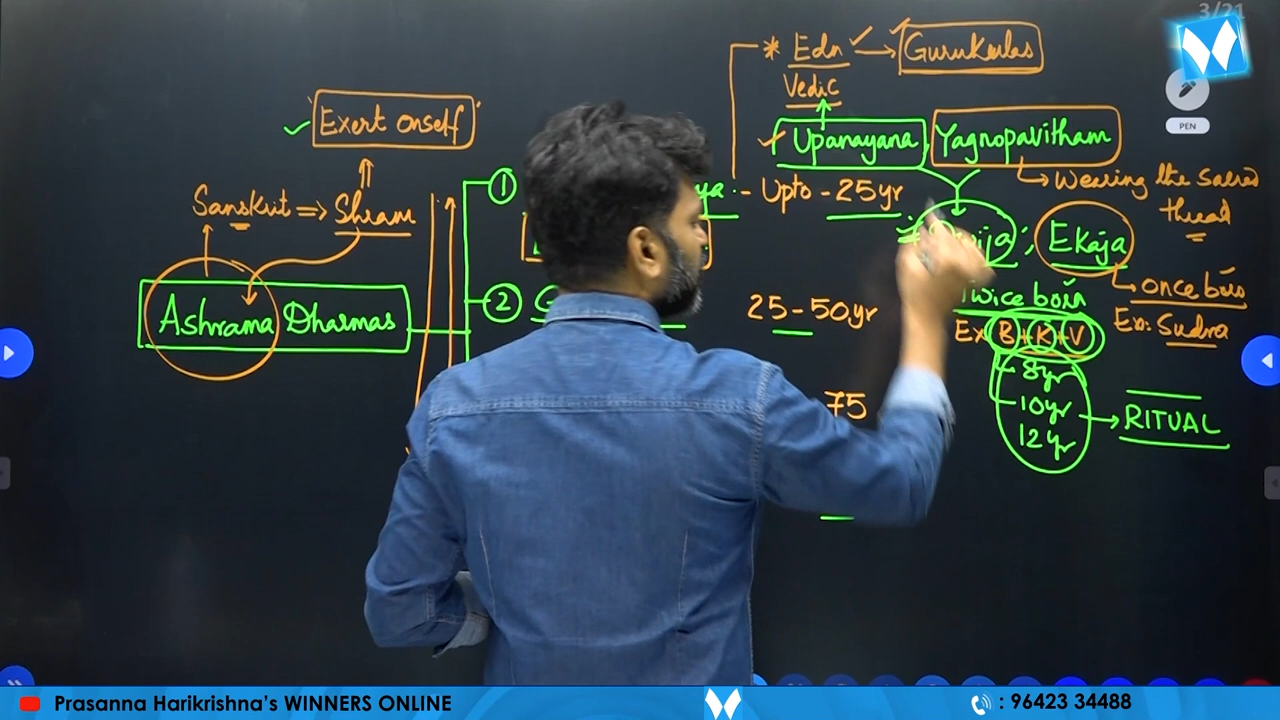 3/21
PEN
* Edn → Gurukulas
Vedic
Exert onself
Upanayana, Yagnopavitham
Wearing the Sacred
thread
Sanskrit ⇒ Shram
① ya - Upto - 25yr
Ekaja
once born
Ex: Sudra
Twice born
Ex B+K+V
Ashrama Dharmas
② G
25-50yr
8yr
10yr → RITUAL
12yr
75
Prasanna Harikrishna's WINNERS ONLINE
: 96423 34488